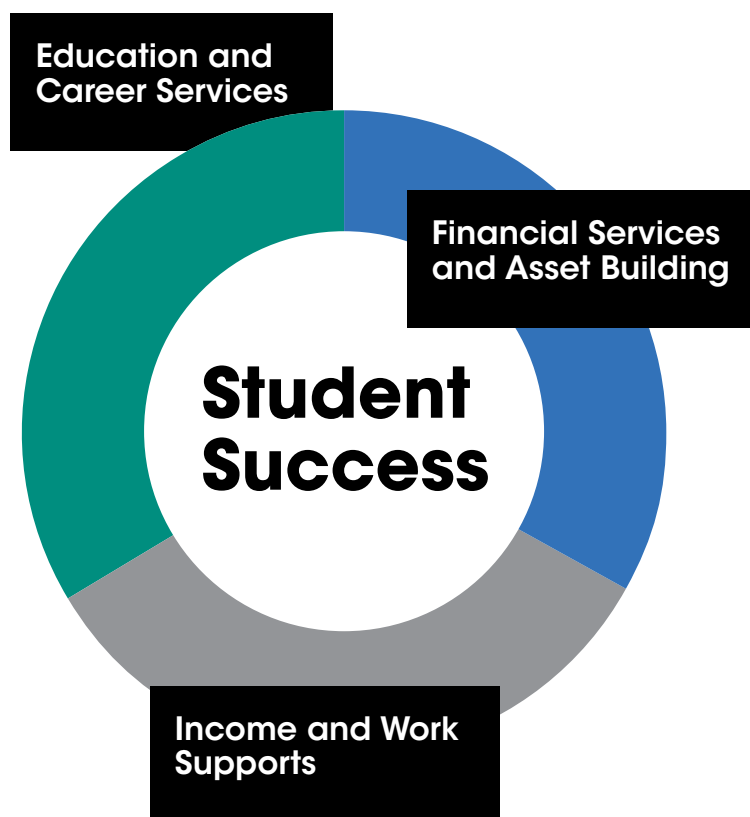 Education and
Career Services
Financial Services
and Asset Building
Student
Success
Income and Work
Supports